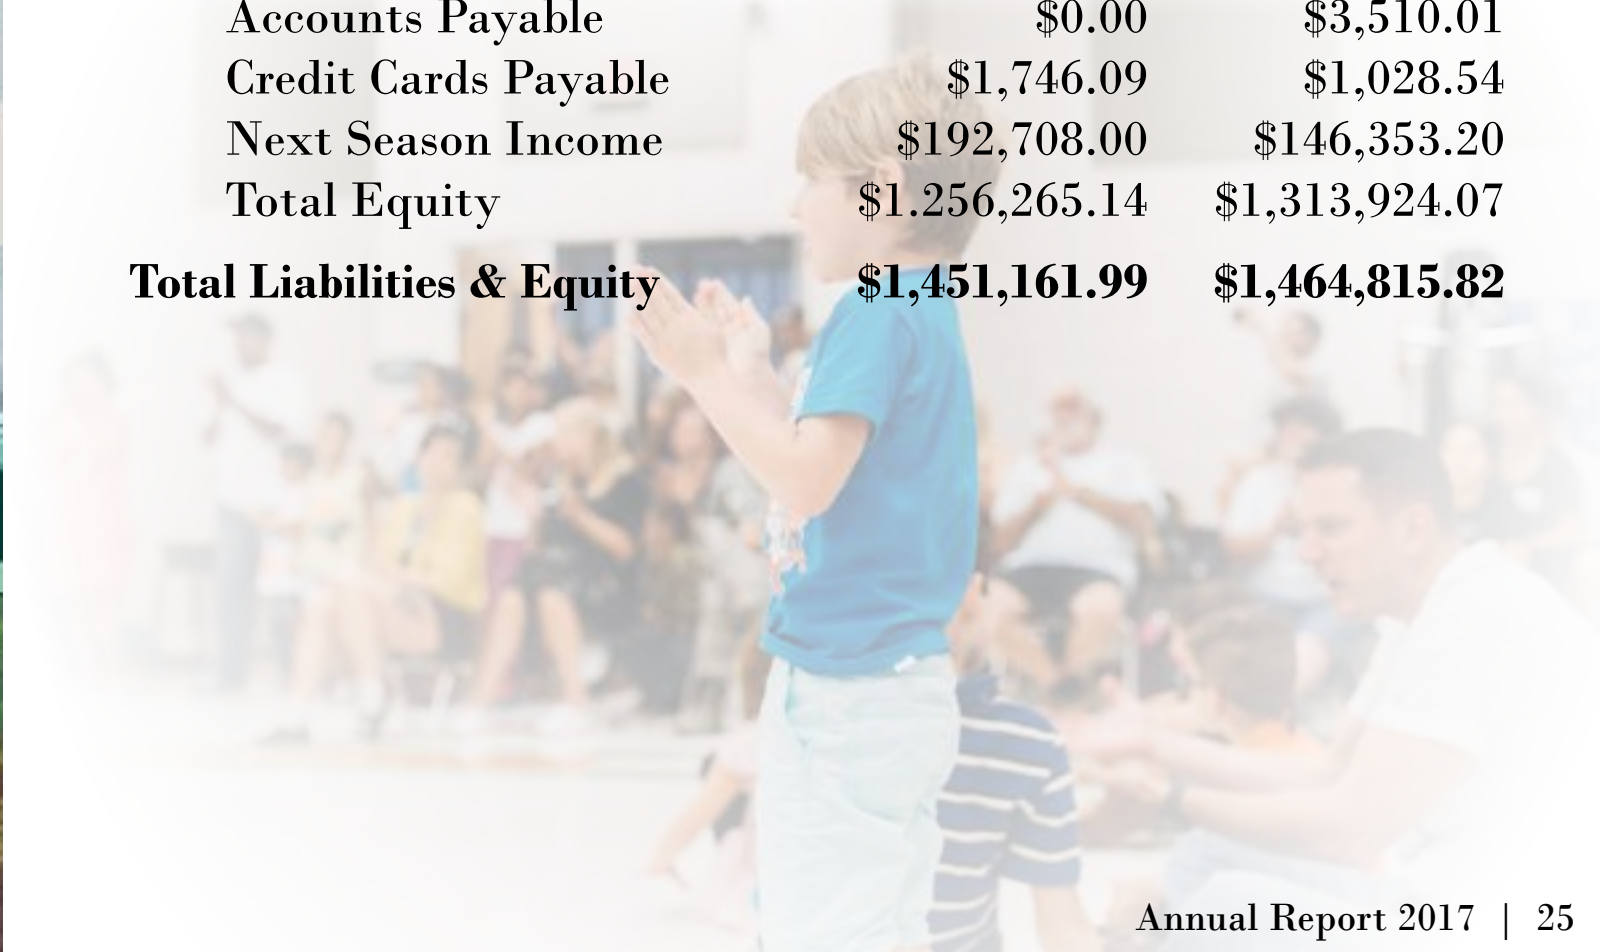 Accounts Payable $0.00 $3,510.01
Credit Cards Payable $1,746.09 $1,028.54
Next Season Income $192,708.00 $146,353.20
Total Equity $1.256,265.14 $1,313,924.07
Total Liabilities & Equity $1,451,161.99 $1,464,815.82
Annual Report 2017 | 25